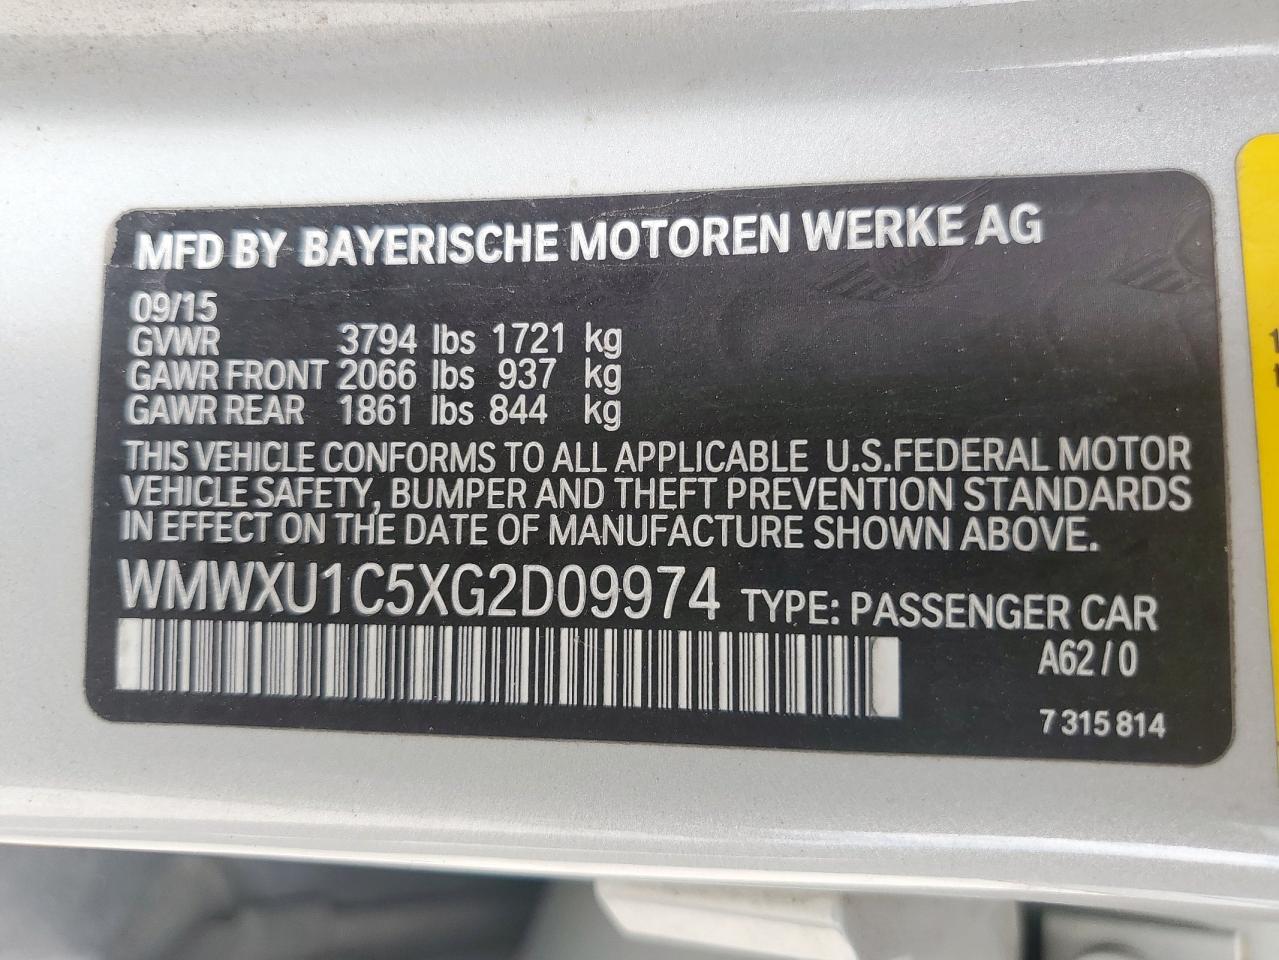 MFD BY BAYERISCHE MOTOREN WERKE AG
09/15
GVWR 3794 lbs 1721 kg
GAWR FRONT 2066 lbs 937 kg
GAWR REAR 1861 lbs 844 kg
THIS VEHICLE CONFORMS TO ALL APPLICABLE U.S.FEDERAL MOTOR
VEHICLE SAFETY, BUMPER AND THEFT PREVENTION STANDARDS
IN EFFECT ON THE DATE OF MANUFACTURE SHOWN ABOVE.
WMWXU1C5XG2D09974 TYPE: PASSENGER CAR
A62/0
7 315 814